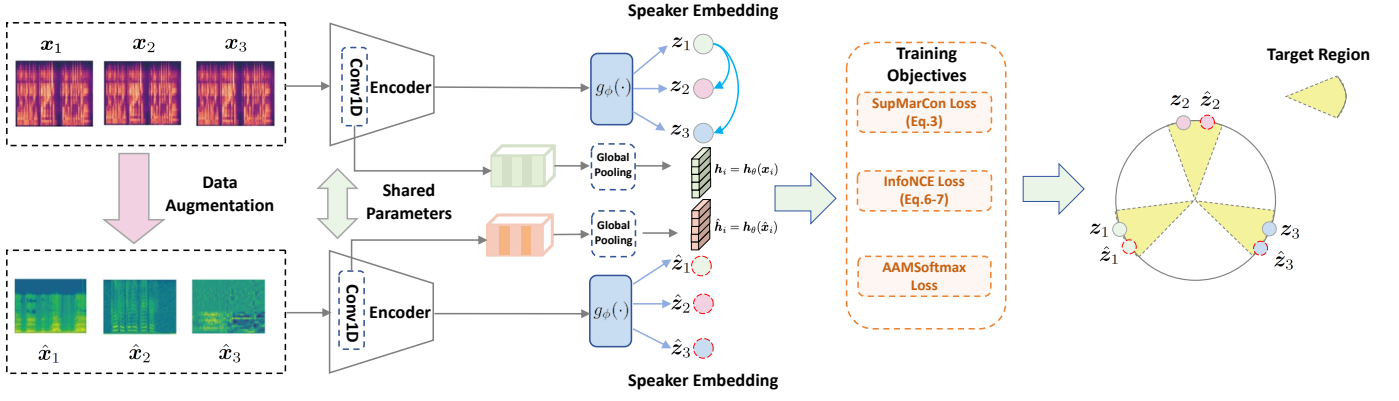 Speaker Embedding
x₁ x₂ x₃
Conv1D
Encoder
gϕ(·)
z₁
z₂
z₃
Global
Pooling
hᵢ = hθ(xᵢ)
Data
Augmentation
Shared
Parameters
Global
Pooling
ĥᵢ = hθ(x̂ᵢ)
Conv1D
Encoder
gϕ(·)
ẑ₁
ẑ₂
ẑ₃
x̂₁ x̂₂ x̂₃
Speaker Embedding
Training
Objectives
SupMarCon Loss
(Eq.3)
InfoNCE Loss
(Eq.6-7)
AAMSoftmax
Loss
Target Region
z₂ ẑ₂
z₁
ẑ₁
z₃
ẑ₃